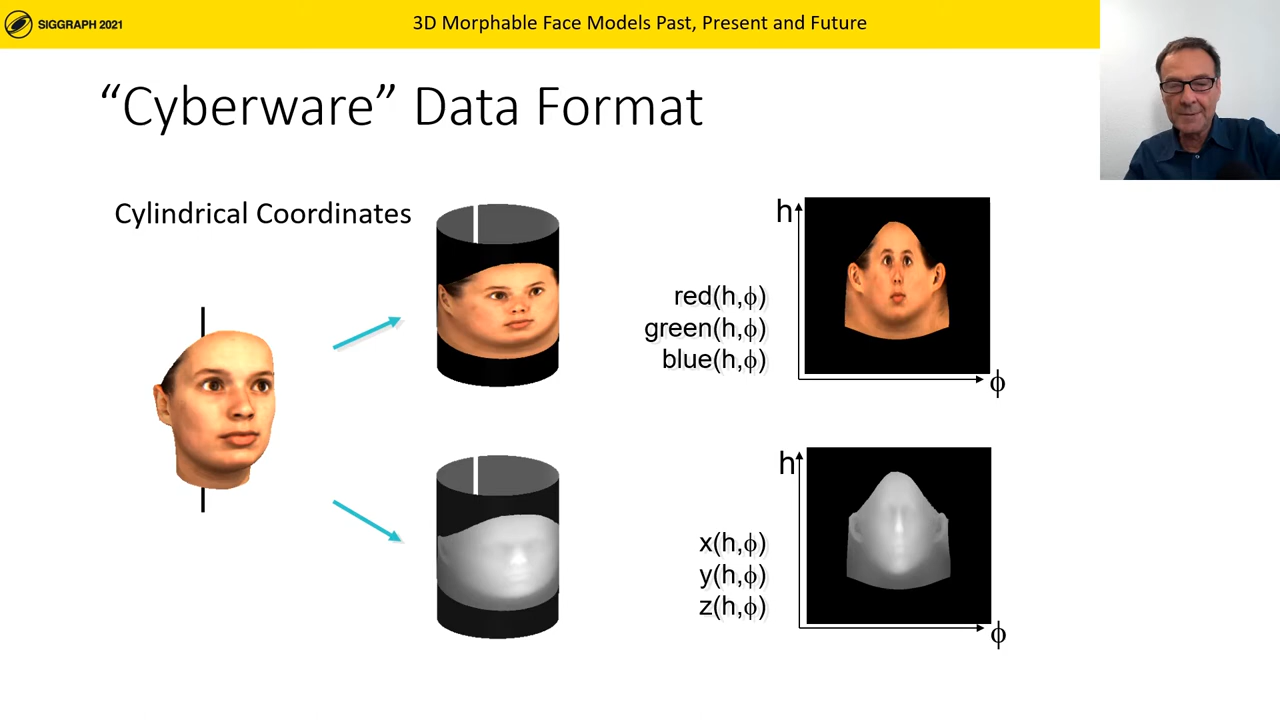 SIGGRAPH 2021
3D Morphable Face Models Past, Present and Future
“Cyberware” Data Format
Cylindrical Coordinates
h
red(h,ϕ)
green(h,ϕ)
blue(h,ϕ)
ϕ
h
x(h,ϕ)
y(h,ϕ)
z(h,ϕ)
ϕ